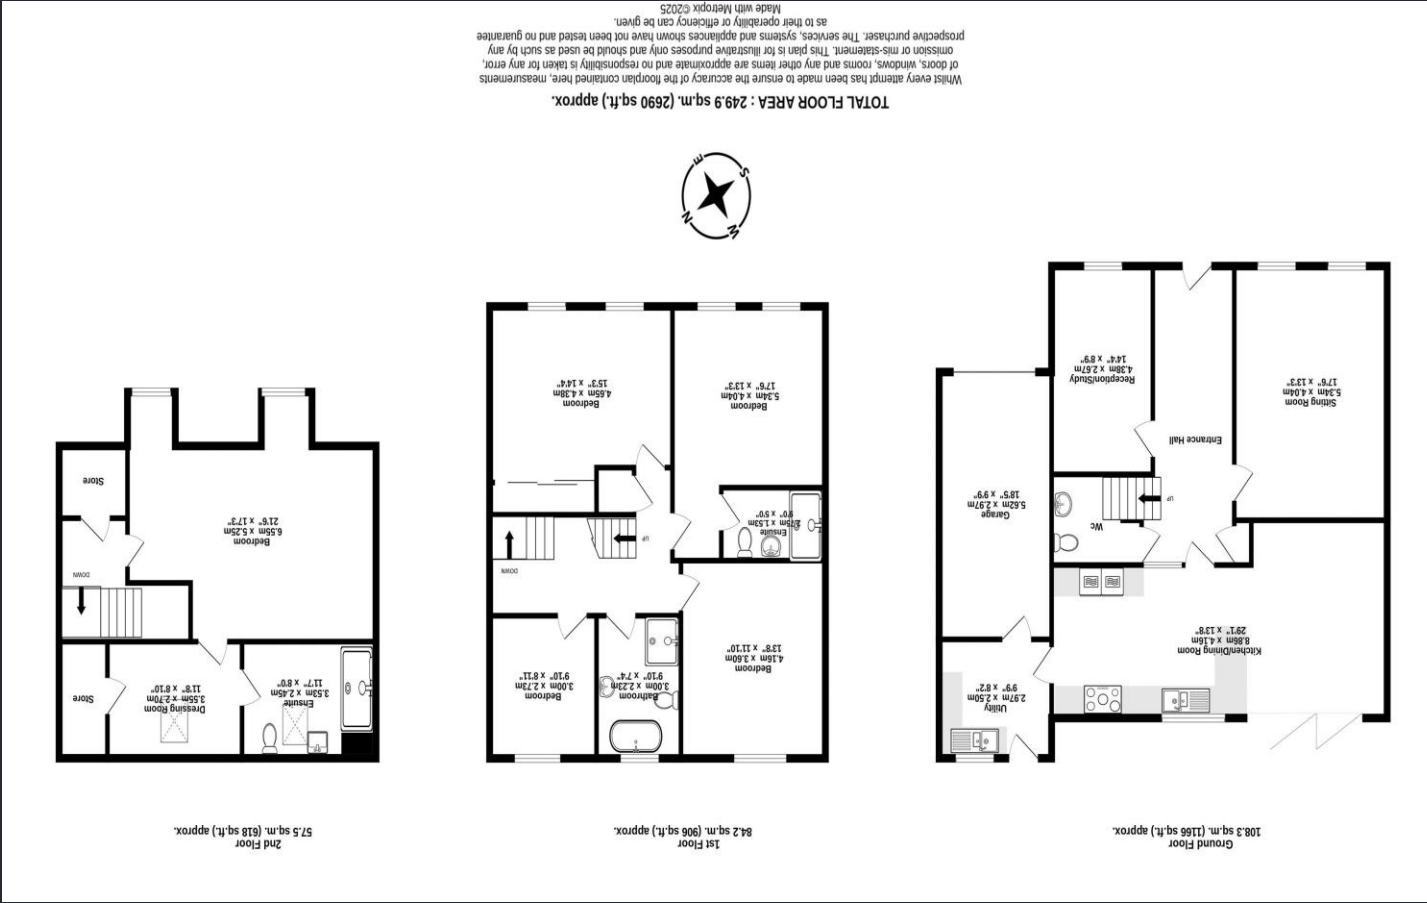 Ground Floor
108.3 sq.m. (1166 sq.ft.) approx.
Kitchen/Dining Room
8.86m x 4.16m
29'1" x 13'8
Utility
2.97m x 2.50m
9'9" x 8'2"
Wc
UP
Garage
5.62m x 2.97m
18'5" x 9'9"
Entrance Hall
Sitting Room
5.34m x 4.04m
17'6" x 13'3"
Reception/Study
4.38m x 2.67m
14'4" x 8'9"
1st Floor
84.2 sq.m. (906 sq.ft.) approx.
Bedroom
4.16m x 3.60m
13'8" x 11'10"
Bathroom
3.00m x 2.23m
9'10" x 7'4"
Bedroom
3.00m x 2.73m
9'10" x 8'11"
DOWN
UP
Ensuite
2.75m x 1.53m
9'0" x 5'0"
Bedroom
5.34m x 4.04m
17'6" x 13'3"
Bedroom
4.65m x 4.38m
15'3" x 14'4"
2nd Floor
57.5 sq.m. (618 sq.ft.) approx.
Ensuite
3.53m x 2.45m
11'7" x 8'0"
Dressing Room
3.55m x 2.70m
11'8" x 8'10"
Store
DOWN
Bedroom
6.55m x 5.25m
21'6" x 17'3"
Store
N
E
S
W
TOTAL FLOOR AREA : 249.9 sq.m. (2690 sq.ft.) approx.
Whilst every attempt has been made to ensure the accuracy of the floorplan contained here, measurements
of doors, windows, rooms and any other items are approximate and no responsibility is taken for any error,
omission or mis-statement. This plan is for illustrative purposes only and should be used as such by any
prospective purchaser. The services, systems and appliances shown have not been tested and no guarantee
as to their operability or efficiency can be given.
Made with Metropix ©2025